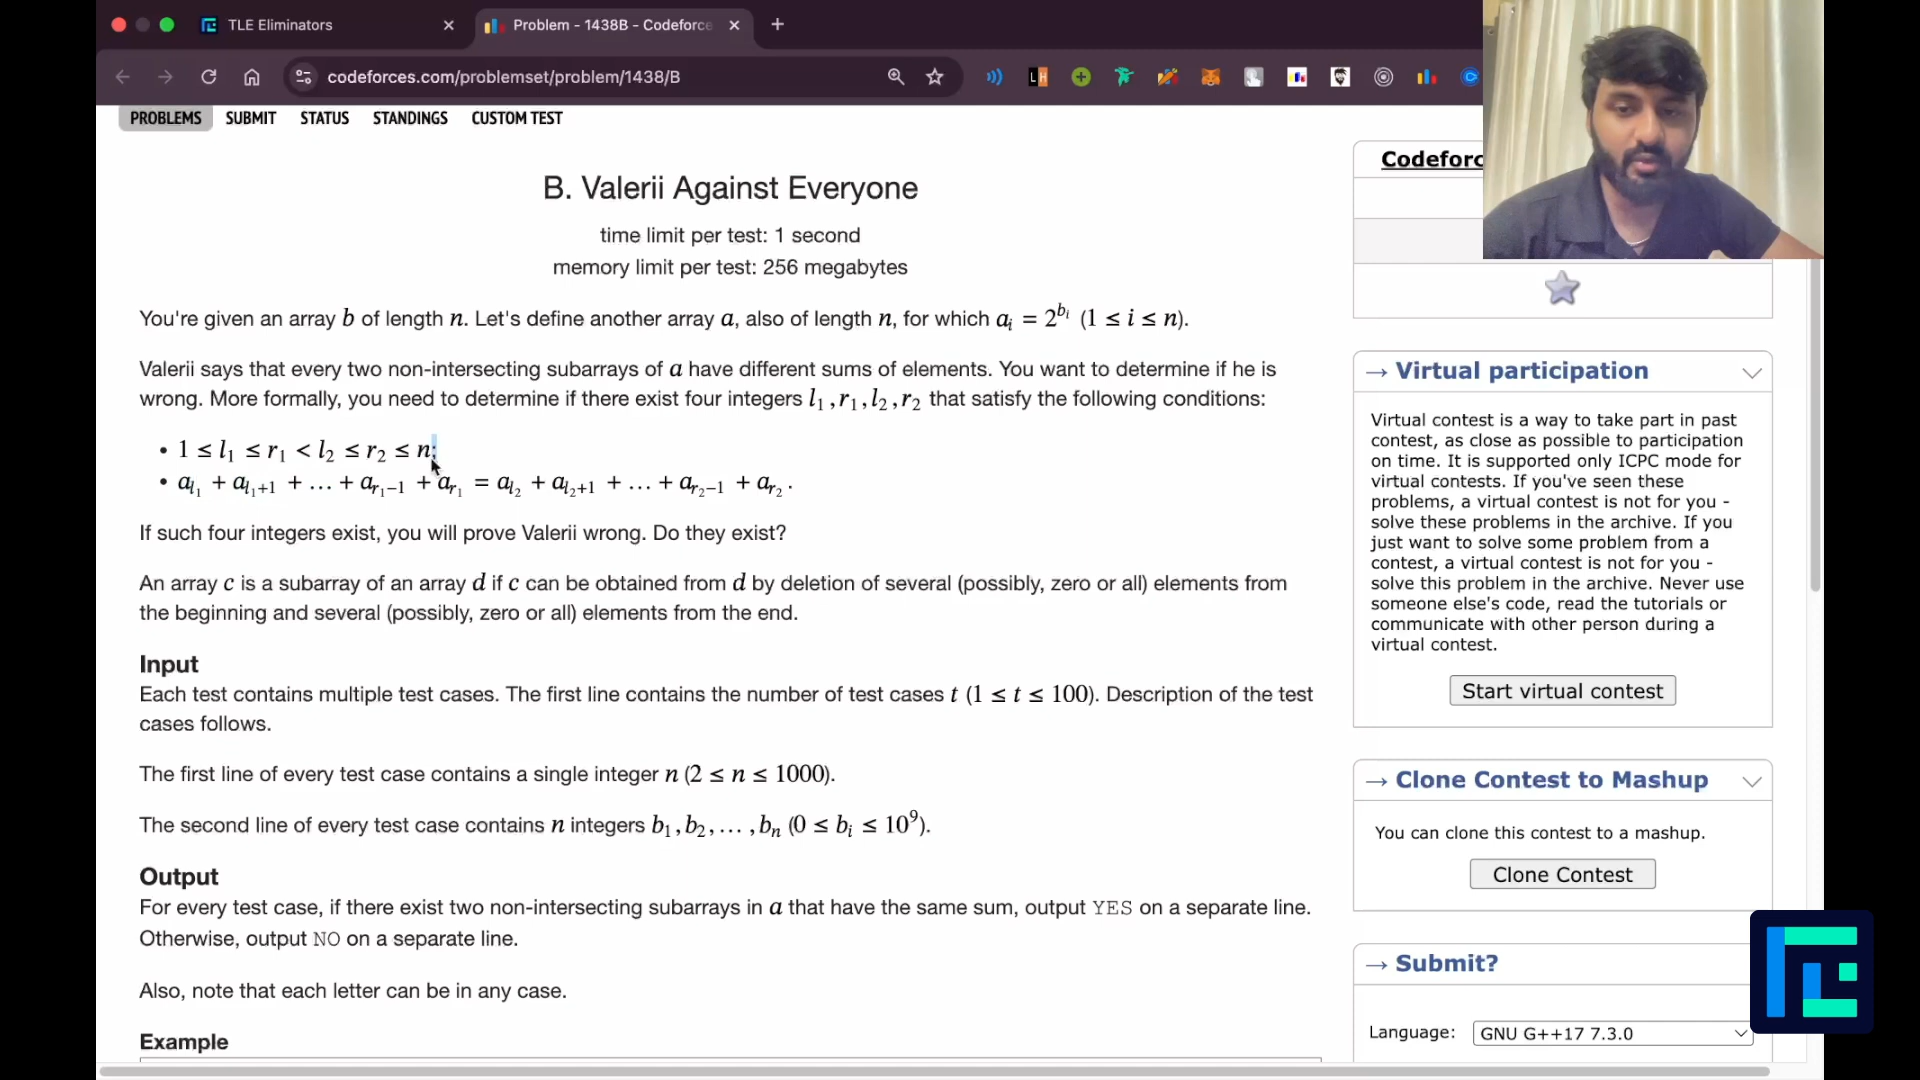 TLE Eliminators
Problem - 1438B - Codeforc
codeforces.com/problemset/problem/1438/B
LH
PROBLEMS SUBMIT STATUS STANDINGS CUSTOM TEST
B. Valerii Against Everyone
time limit per test: 1 second
memory limit per test: 256 megabytes
You're given an array b of length n. Let's define another array a, also of length n, for which a_i = 2^{b_i} (1 ≤ i ≤ n).
Valerii says that every two non-intersecting subarrays of a have different sums of elements. You want to determine if he is
wrong. More formally, you need to determine if there exist four integers l_1, r_1, l_2, r_2 that satisfy the following conditions:
• 1 ≤ l_1 ≤ r_1 < l_2 ≤ r_2 ≤ n;
• a_{l_1} + a_{l_1+1} + … + a_{r_1−1} + a_{r_1} = a_{l_2} + a_{l_2+1} + … + a_{r_2−1} + a_{r_2}.
If such four integers exist, you will prove Valerii wrong. Do they exist?
An array c is a subarray of an array d if c can be obtained from d by deletion of several (possibly, zero or all) elements from
the beginning and several (possibly, zero or all) elements from the end.
Input
Each test contains multiple test cases. The first line contains the number of test cases t (1 ≤ t ≤ 100). Description of the test
cases follows.
The first line of every test case contains a single integer n (2 ≤ n ≤ 1000).
The second line of every test case contains n integers b_1, b_2, … , b_n (0 ≤ b_i ≤ 10^9).
Output
For every test case, if there exist two non-intersecting subarrays in a that have the same sum, output YES on a separate line.
Otherwise, output NO on a separate line.
Also, note that each letter can be in any case.
Example
Codeforc
→ Virtual participation
Virtual contest is a way to take part in past
contest, as close as possible to participation
on time. It is supported only ICPC mode for
virtual contests. If you've seen these
problems, a virtual contest is not for you -
solve these problems in the archive. If you
just want to solve some problem from a
contest, a virtual contest is not for you -
solve this problem in the archive. Never use
someone else's code, read the tutorials or
communicate with other person during a
virtual contest.
Start virtual contest
→ Clone Contest to Mashup
You can clone this contest to a mashup.
Clone Contest
→ Submit?
Language: GNU G++17 7.3.0